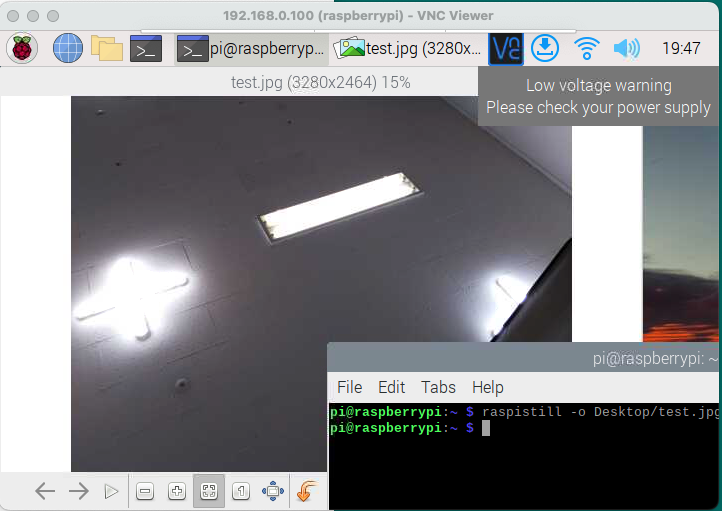 192.168.0.100 (raspberrypi) - VNC Viewer
pi@raspberryp... test.jpg (3280x... 19:47
test.jpg (3280x2464) 15%
Low voltage warning
Please check your power supply
pi@raspberrypi: ~
File Edit Tabs Help
pi@raspberrypi:~ $ raspistill -o Desktop/test.jpg
pi@raspberrypi:~ $
1